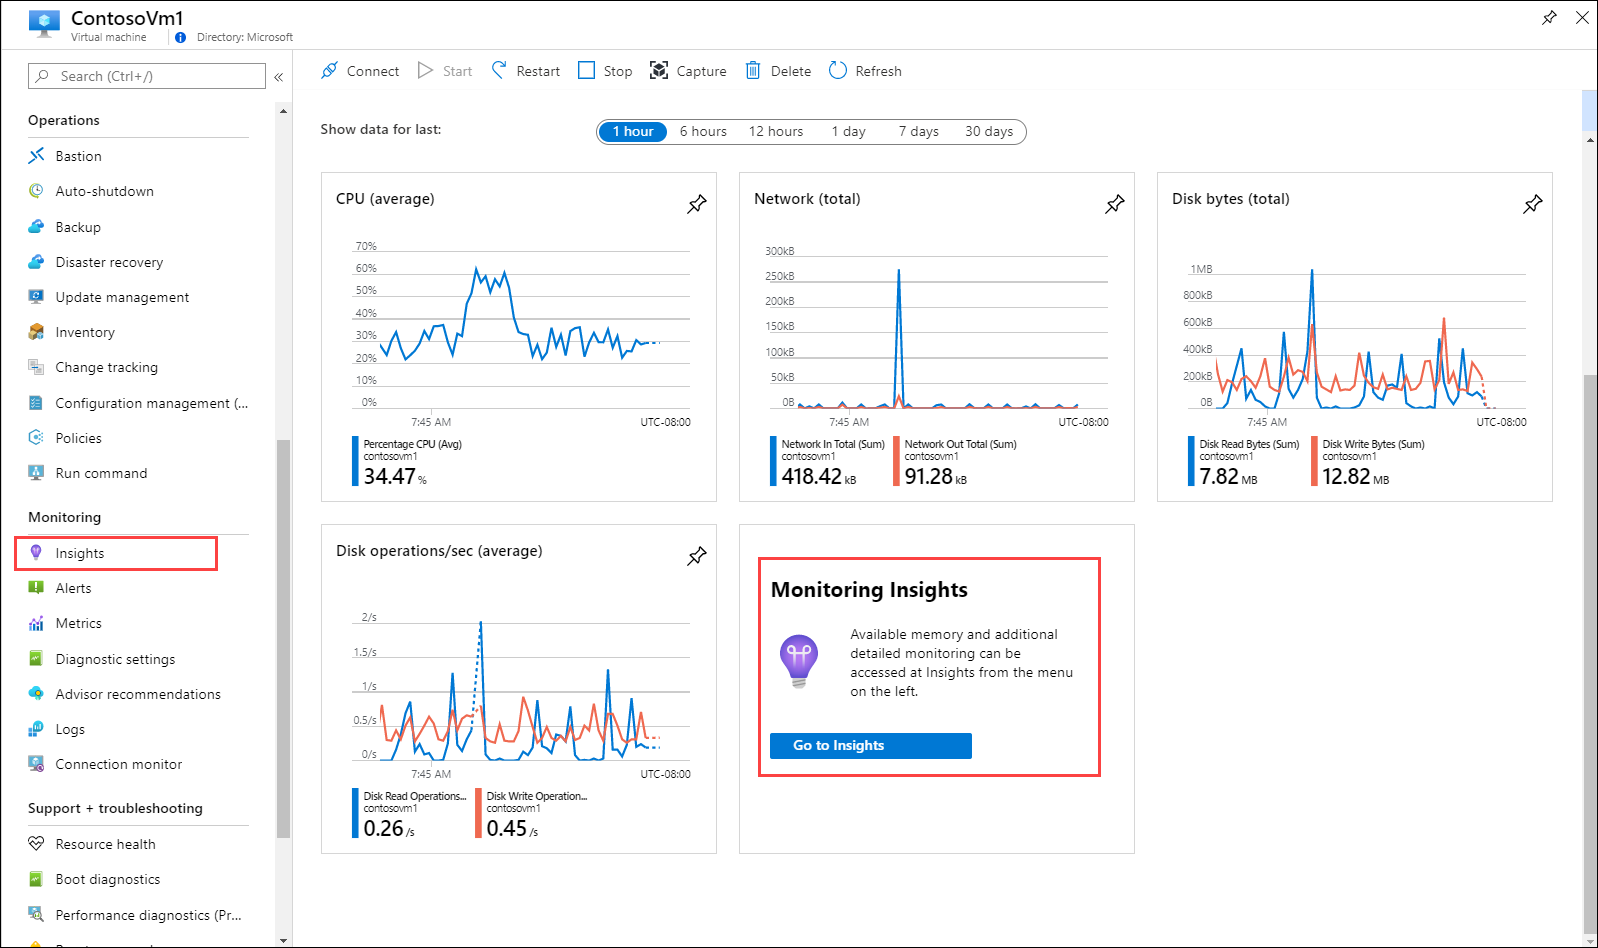 ContosoVm1
Virtual machine
Directory: Microsoft
Search (Ctrl+/)
«
Operations
Bastion
Auto-shutdown
Backup
Disaster recovery
Update management
Inventory
Change tracking
Configuration management (...
Policies
Run command
Monitoring
Insights
Alerts
Metrics
Diagnostic settings
Advisor recommendations
Logs
Connection monitor
Support + troubleshooting
Resource health
Boot diagnostics
Performance diagnostics (Pr...
Connect Start Restart Stop Capture Delete Refresh
Show data for last:
1 hour 6 hours 12 hours 1 day 7 days 30 days
CPU (average)
70%
60%
50%
40%
30%
20%
10%
0%
7:45 AM UTC-08:00
Percentage CPU (Avg)
contosovm1
34.47 %
Network (total)
300kB
250kB
200kB
150kB
100kB
50kB
0B
7:45 AM UTC-08:00
Network In Total (Sum)
contosovm1
418.42 kB
Network Out Total (Sum)
contosovm1
91.28 kB
Disk bytes (total)
1MB
800kB
600kB
400kB
200kB
0B
7:45 AM UTC-08:00
Disk Read Bytes (Sum)
contosovm1
7.82 MB
Disk Write Bytes (Sum)
contosovm1
12.82 MB
Disk operations/sec (average)
2/s
1.5/s
1/s
0.5/s
0/s
7:45 AM UTC-08:00
Disk Read Operations...
contosovm1
0.26 /s
Disk Write Operation...
contosovm1
0.45 /s
Monitoring Insights
Available memory and additional
detailed monitoring can be
accessed at Insights from the menu
on the left.
Go to Insights